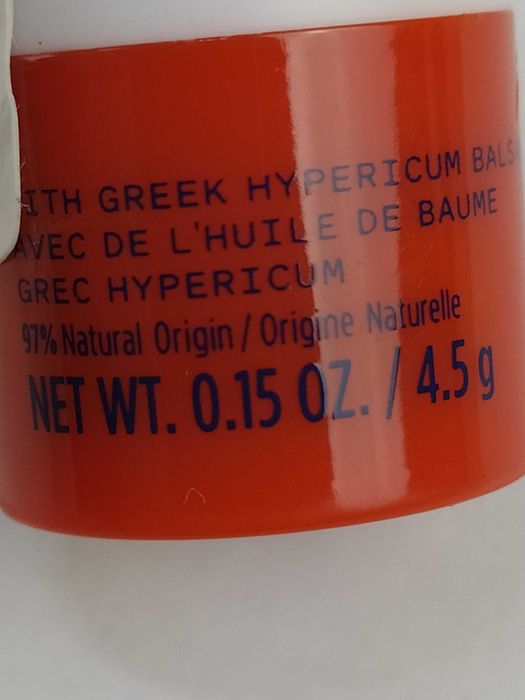 ITH GREEK HYPERICUM BALS
AVEC DE L'HUILE DE BAUME
GREC HYPERICUM
97% Natural Origin / Origine Naturelle
NET WT. 0.15 OZ. / 4.5 g